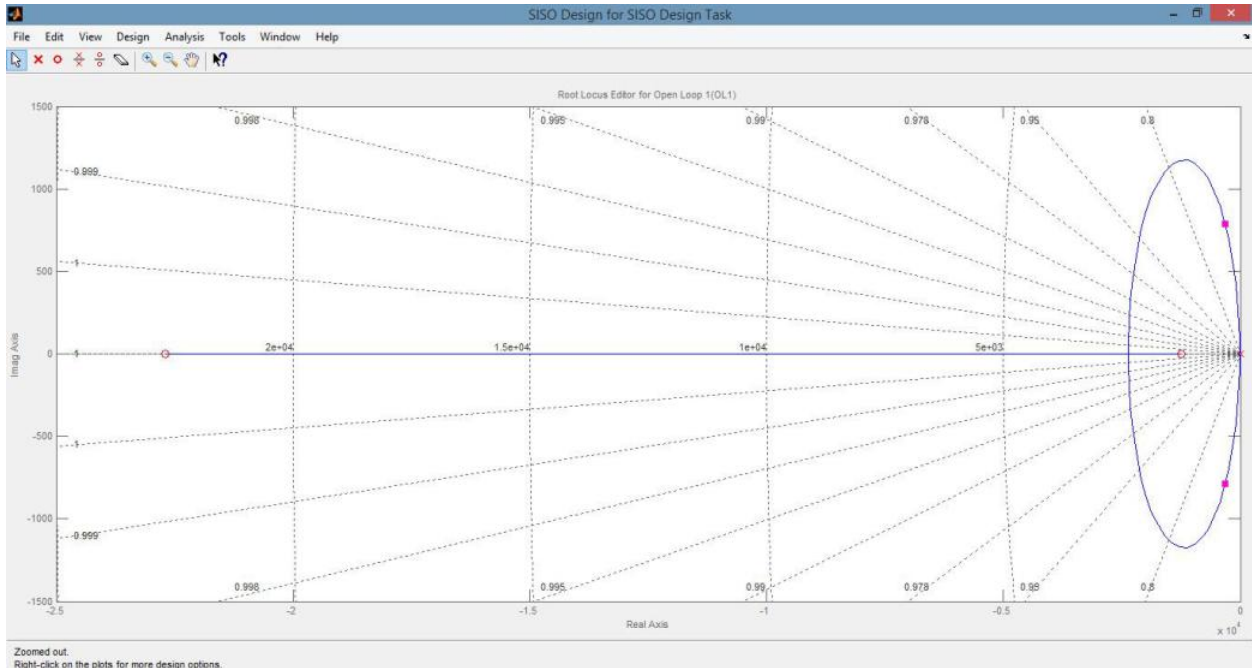 SISO Design for SISO Design Task
File Edit View Design Analysis Tools Window Help
Root Locus Editor for Open Loop 1(OL1)
1500
0.998 0.995 0.99 0.978 0.95 0.8
0.999
1000
1
500
Imag Axis
0 1 2e+04 1.5e+04 1e+04 5e+03
-500
1
-1000
0.999
0.998 0.995 0.99 0.978 0.95 0.8
-1500
-2.5 -2 -1.5 -1 -0.5 0
Real Axis
x 10⁴
Zoomed out.
Right-click on the plots for more design options.